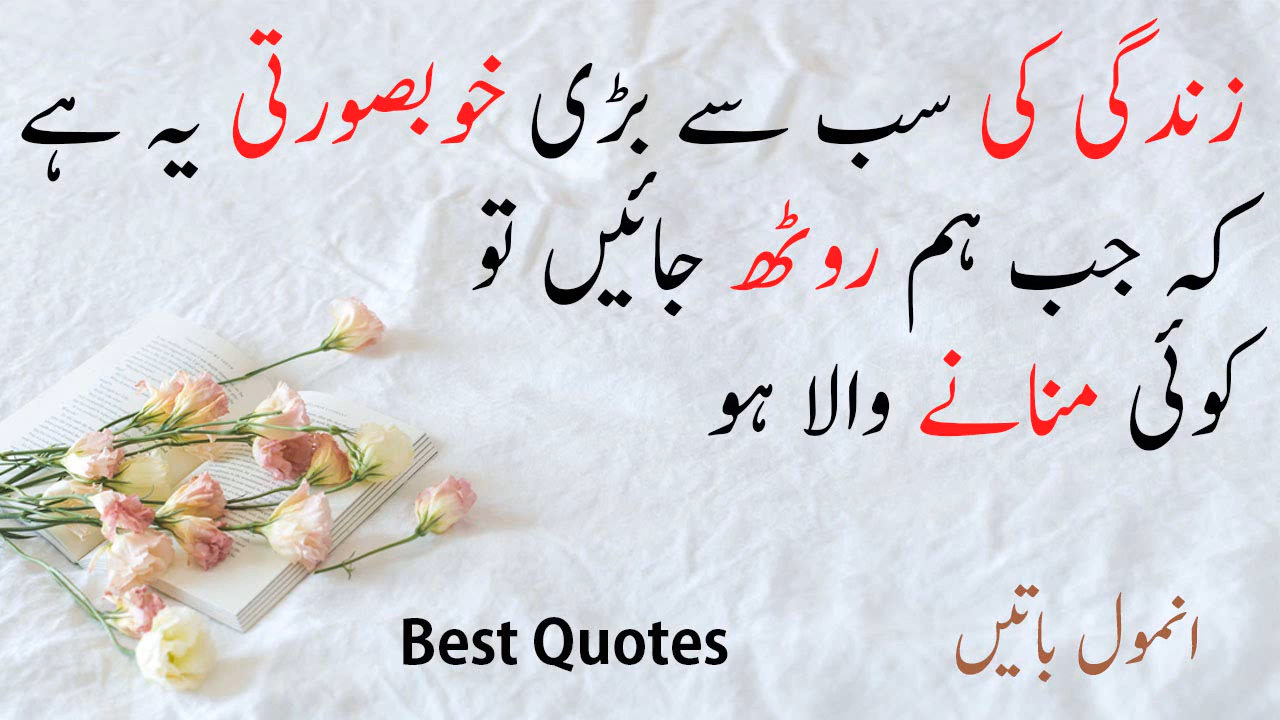 زندگی کی سب سے بڑی خوبصورتی یہ ہے
کہ جب ہم روٹھ جائیں تو
کوئی منانے والا ہو
Best Quotes
انمول باتیں